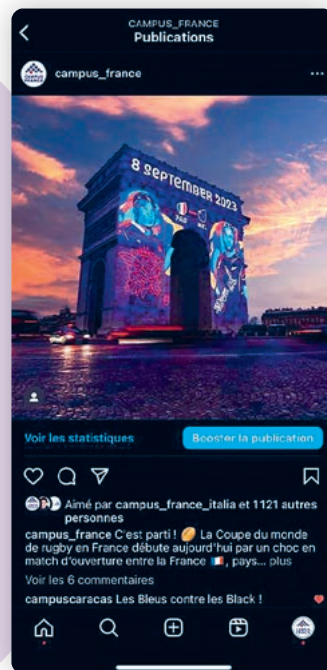 CAMPUS_FRANCE
Publications
campus_france
8 SEPTEMBER 2023
Voir les statistiques
Booster la publication
Aimé par campus_france_italia et 1121 autres
personnes
campus_france C'est parti ! 🏉 La Coupe du monde
de rugby en France débute aujourd'hui par un choc en
match d'ouverture entre la France 🇫🇷, pays... plus
Voir les 6 commentaires
campuscaracas Les Bleus contre les Black !